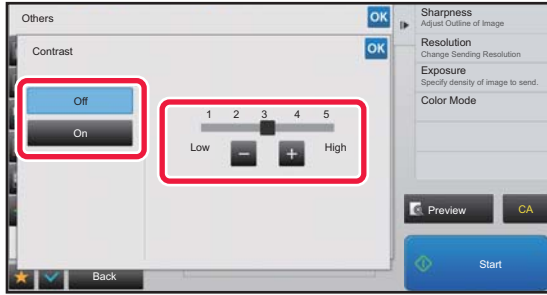 Others
OK
Contrast
OK
Off
On
1 2 3 4 5
Low
−
+
High
Back
Sharpness
Adjust Outline of Image
Resolution
Change Sending Resolution
Exposure
Specify density of image to send.
Color Mode
Preview
CA
Start